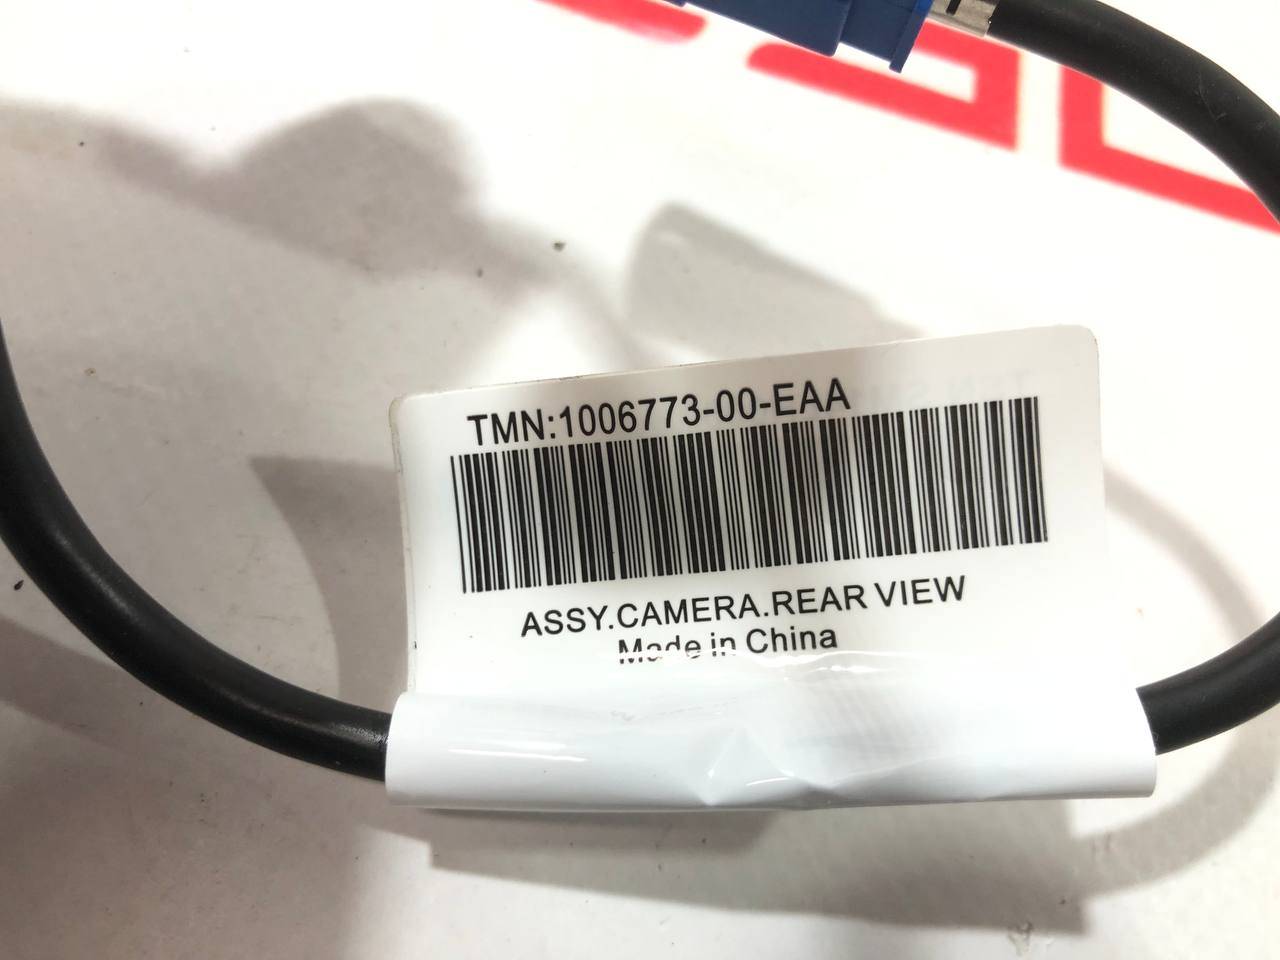 TMN:1006773-00-EAA
ASSY.CAMERA.REAR VIEW
Made in China